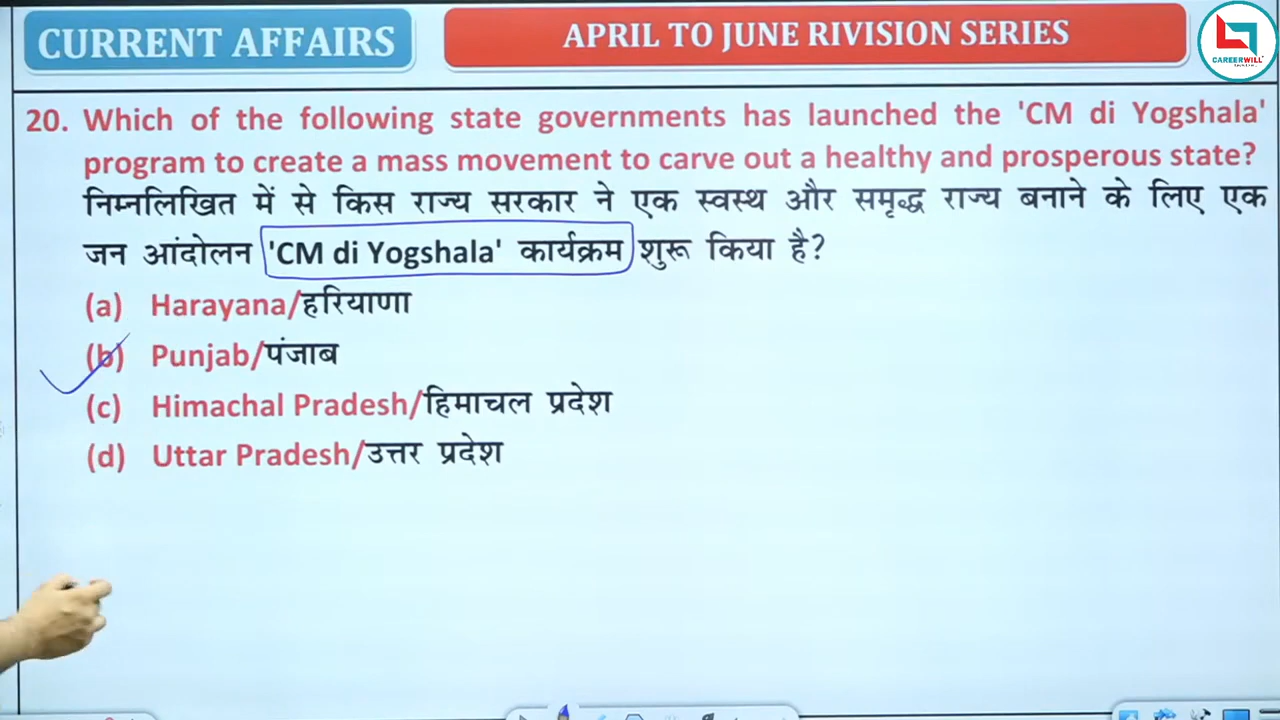 CURRENT AFFAIRS
APRIL TO JUNE RIVISION SERIES
CAREERWILL
20. Which of the following state governments has launched the 'CM di Yogshala'
program to create a mass movement to carve out a healthy and prosperous state?
निम्नलिखित में से किस राज्य सरकार ने एक स्वस्थ और समृद्ध राज्य बनाने के लिए एक
जन आंदोलन 'CM di Yogshala' कार्यक्रम शुरू किया है?
(a) Harayana/हरियाणा
(b) Punjab/पंजाब
(c) Himachal Pradesh/हिमाचल प्रदेश
(d) Uttar Pradesh/उत्तर प्रदेश